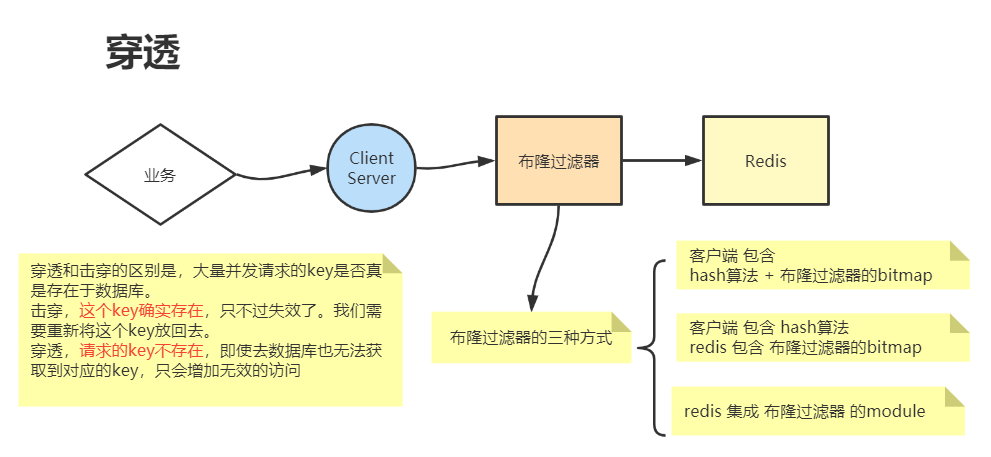 穿透
业务
Client
Server
布隆过滤器
Redis
穿透和击穿的区别是，大量并发请求的key是否真
是存在于数据库。
击穿，这个key确实存在，只不过失效了。我们需
要重新将这个key放回去。
穿透，请求的key不存在，即使去数据库也无法获
取到对应的key，只会增加无效的访问
布隆过滤器的三种方式
客户端 包含
hash算法 + 布隆过滤器的bitmap
客户端 包含 hash算法
redis 包含 布隆过滤器的bitmap
redis 集成 布隆过滤器 的module